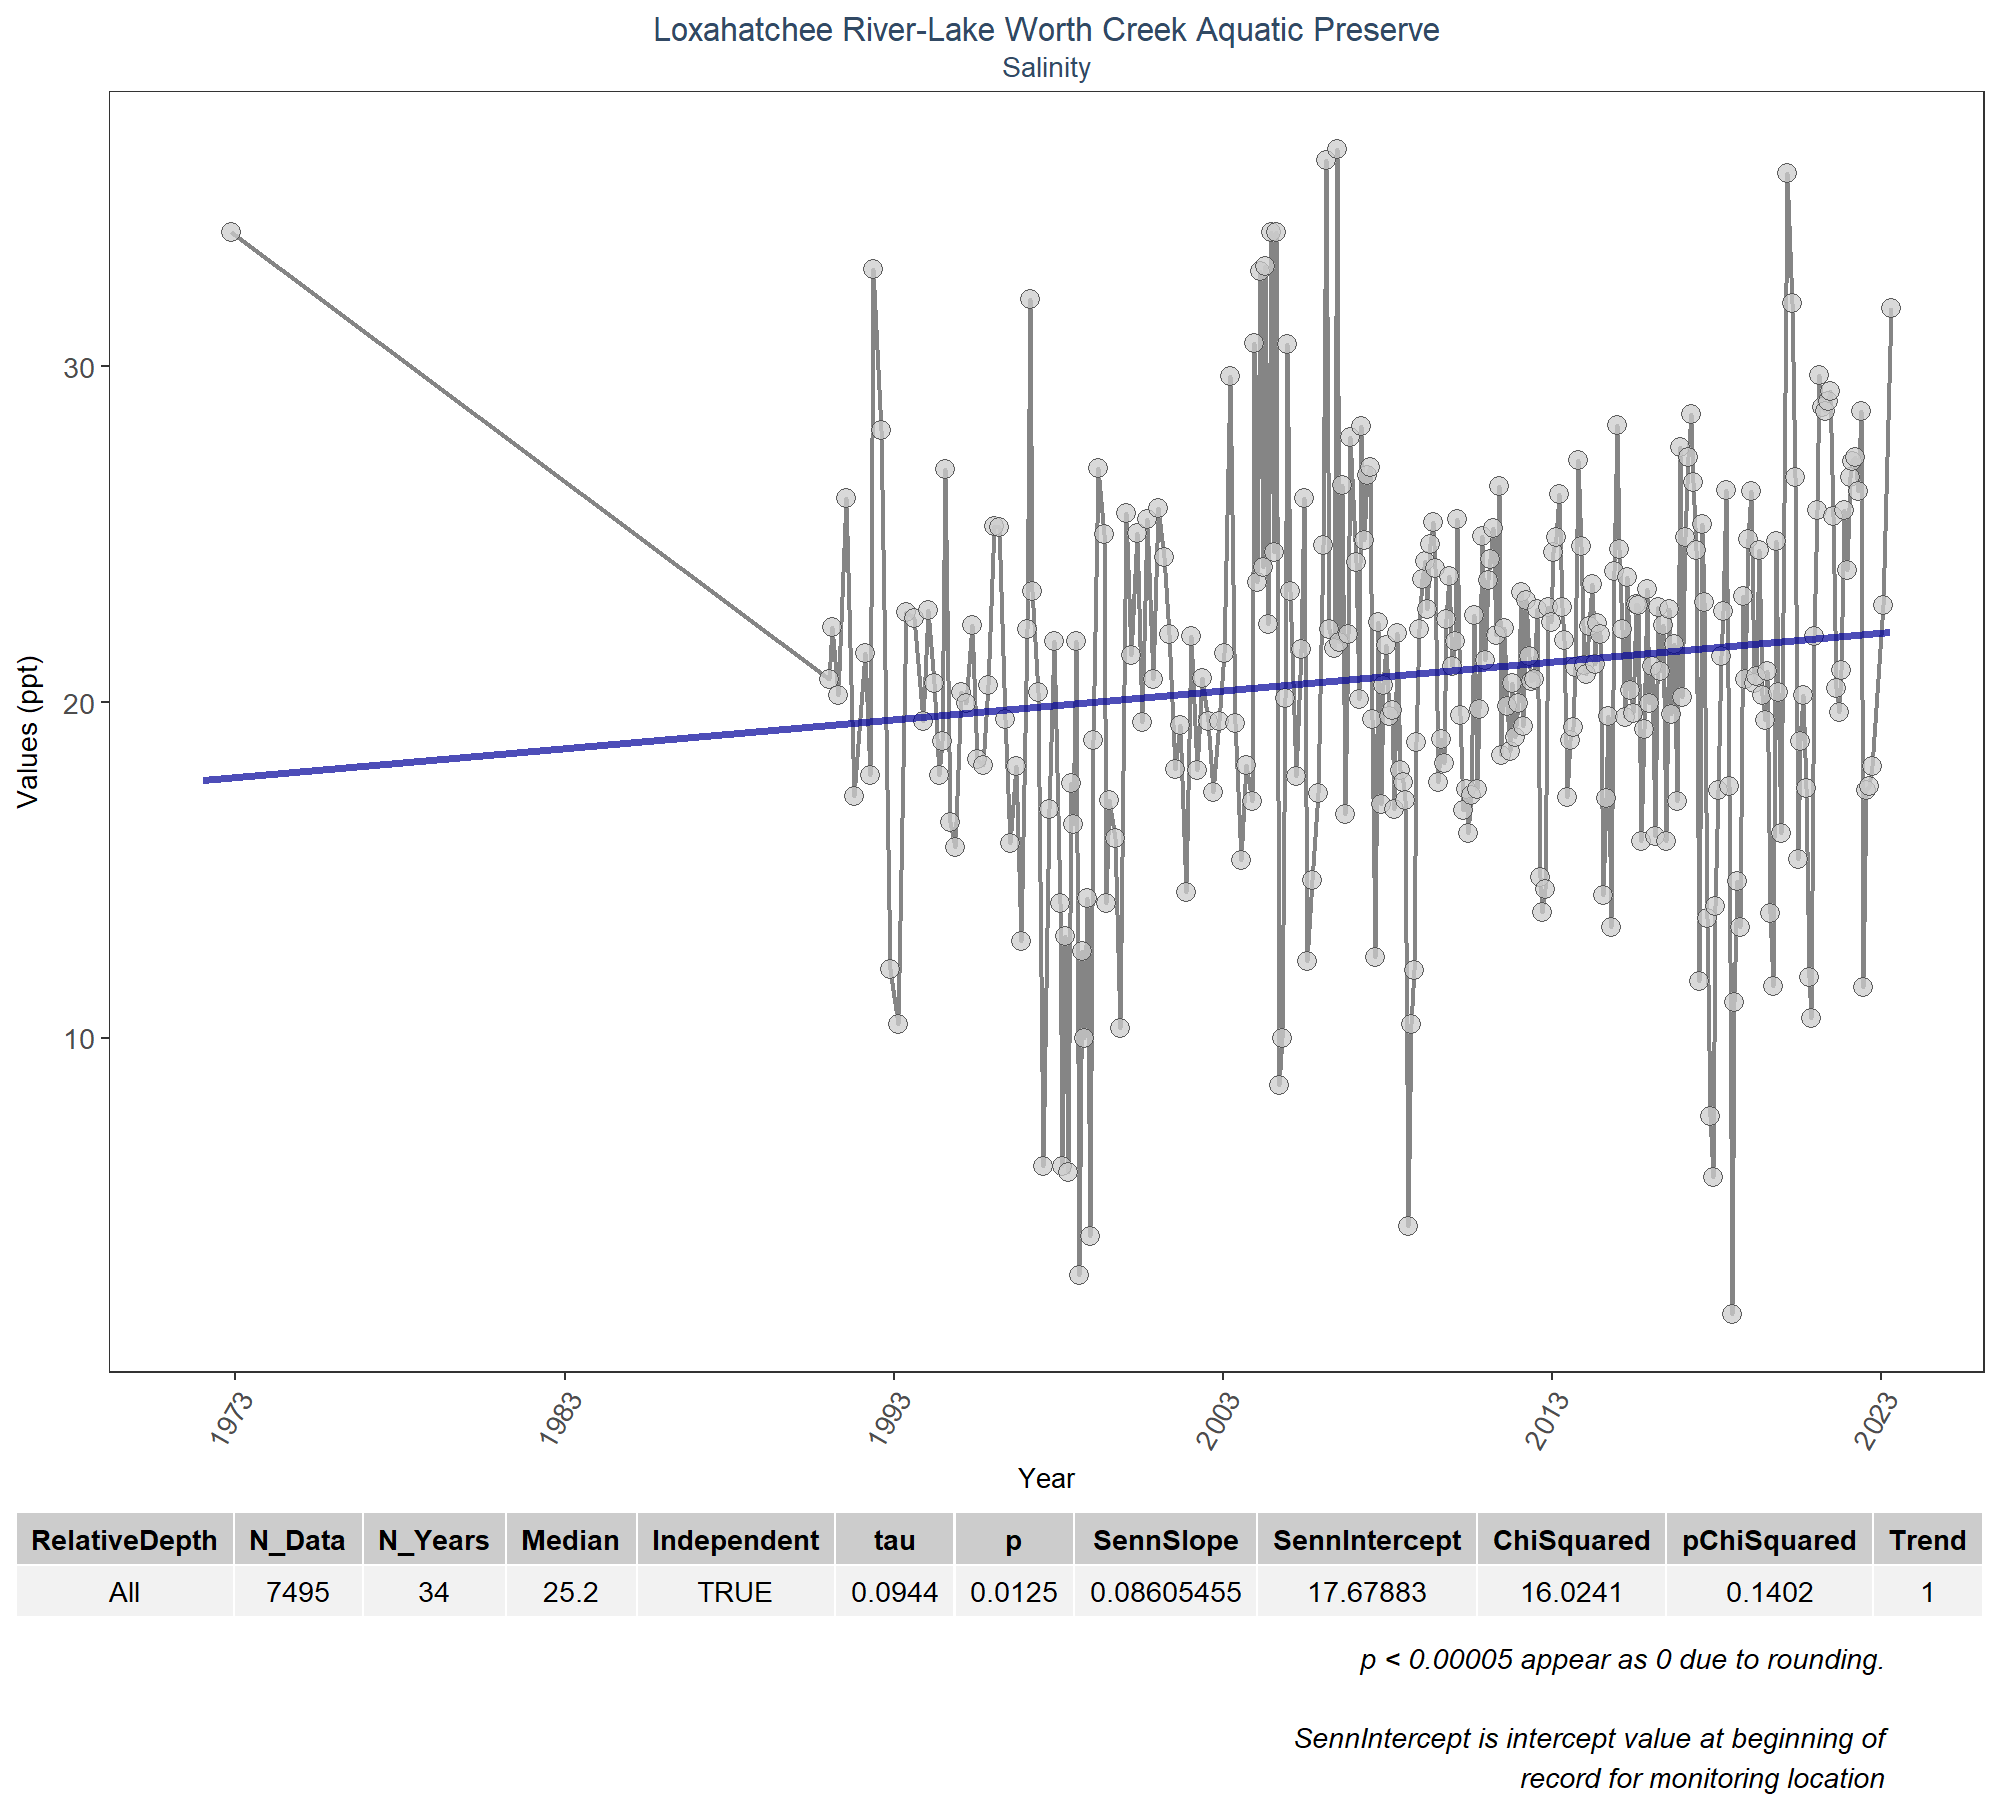 Loxahatchee River-Lake Worth Creek Aquatic Preserve
Salinity
Values (ppt)
30
20
10
1973
1983
1993
2003
2013
2023
Year
RelativeDepth N_Data N_Years Median Independent tau p SennSlope SennIntercept ChiSquared pChiSquared Trend
All 7495 34 25.2 TRUE 0.0944 0.0125 0.08605455 17.67883 16.0241 0.1402 1
p < 0.00005 appear as 0 due to rounding.
SennIntercept is intercept value at beginning of
record for monitoring location